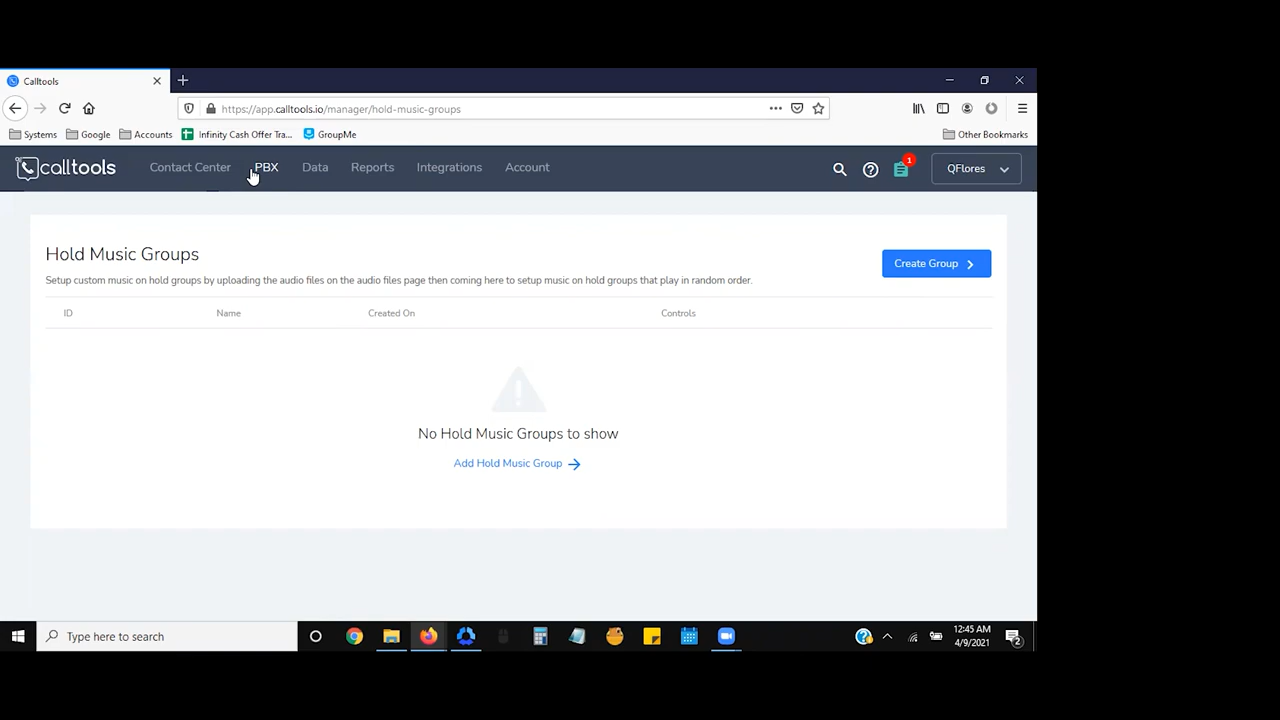 Calltools
https://app.calltools.io/manager/hold-music-groups
Systems
Google
Accounts
Infinity Cash Offer Tra...
GroupMe
Other Bookmarks
calltools
Contact Center
PBX
Data
Reports
Integrations
Account
1
QFlores
Hold Music Groups
Create Group
Setup custom music on hold groups by uploading the audio files on the audio files page then coming here to setup music on hold groups that play in random order.
ID
Name
Created On
Controls
No Hold Music Groups to show
Add Hold Music Group
Type here to search
12:45 AM
4/9/2021
2